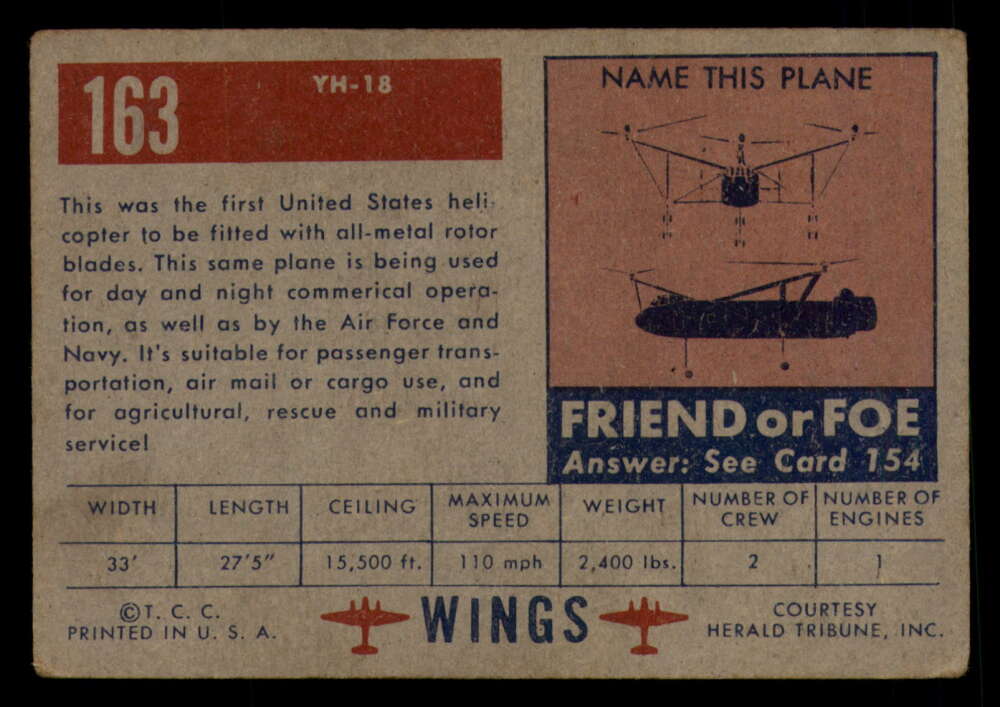 163
YH-18
This was the first United States heli-
copter to be fitted with all-metal rotor
blades. This same plane is being used
for day and night commerical opera-
tion, as well as by the Air Force and
Navy. It's suitable for passenger trans-
portation, air mail or cargo use, and
for agricultural, rescue and military
service!
NAME THIS PLANE
FRIEND or FOE
Answer: See Card 154
WIDTH LENGTH CEILING MAXIMUM SPEED WEIGHT NUMBER OF CREW NUMBER OF ENGINES
33' 27'5" 15,500 ft. 110 mph 2,400 lbs. 2 1
©T. C. C.
PRINTED IN U. S. A.
WINGS
COURTESY
HERALD TRIBUNE, INC.